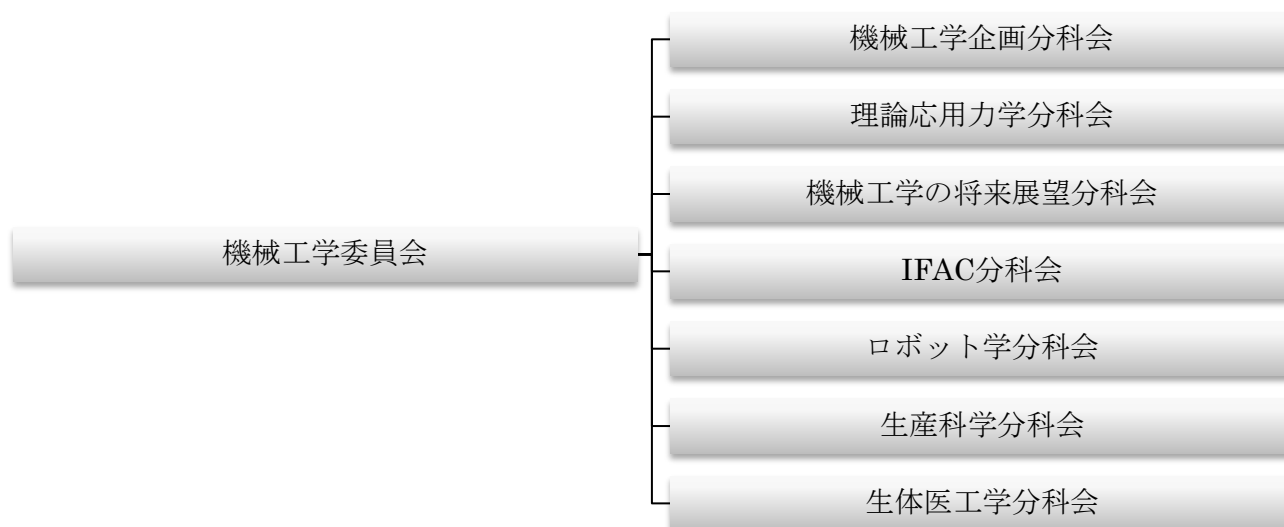 機械工学企画分科会
理論応用力学分科会
機械工学の将来展望分科会
機械工学委員会
IFAC分科会
ロボット学分科会
生産科学分科会
生体医工学分科会